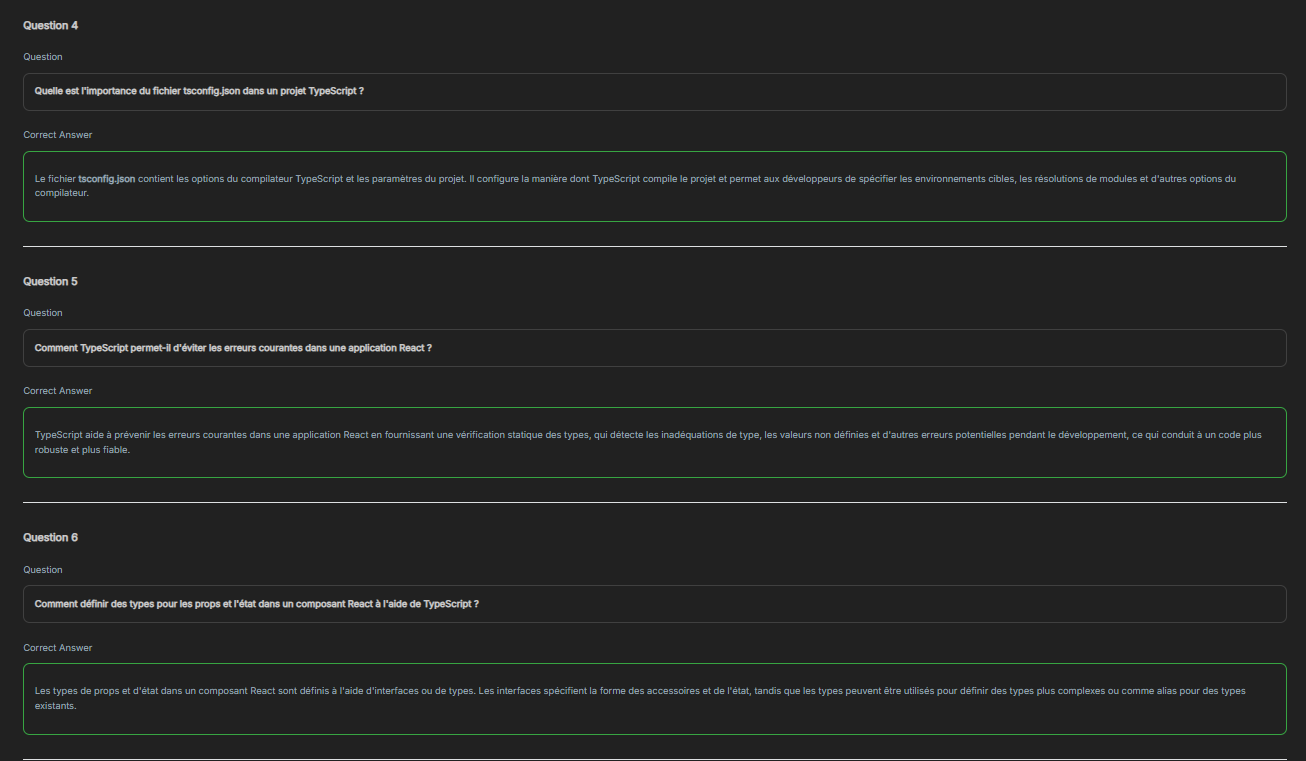 Question 4
Question
Quelle est l'importance du fichier tsconfig.json dans un projet TypeScript ?
Correct Answer
Le fichier tsconfig.json contient les options du compilateur TypeScript et les paramètres du projet. Il configure la manière dont TypeScript compile le projet et permet aux développeurs de spécifier les environnements cibles, les résolutions de modules et d'autres options du
compilateur.
Question 5
Question
Comment TypeScript permet-il d'éviter les erreurs courantes dans une application React ?
Correct Answer
TypeScript aide à prévenir les erreurs courantes dans une application React en fournissant une vérification statique des types, qui détecte les inadéquations de type, les valeurs non définies et d'autres erreurs potentielles pendant le développement, ce qui conduit à un code plus
robuste et plus fiable.
Question 6
Question
Comment définir des types pour les props et l'état dans un composant React à l'aide de TypeScript ?
Correct Answer
Les types de props et d'état dans un composant React sont définis à l'aide d'interfaces ou de types. Les interfaces spécifient la forme des accessoires et de l'état, tandis que les types peuvent être utilisés pour définir des types plus complexes ou comme alias pour des types
existants.